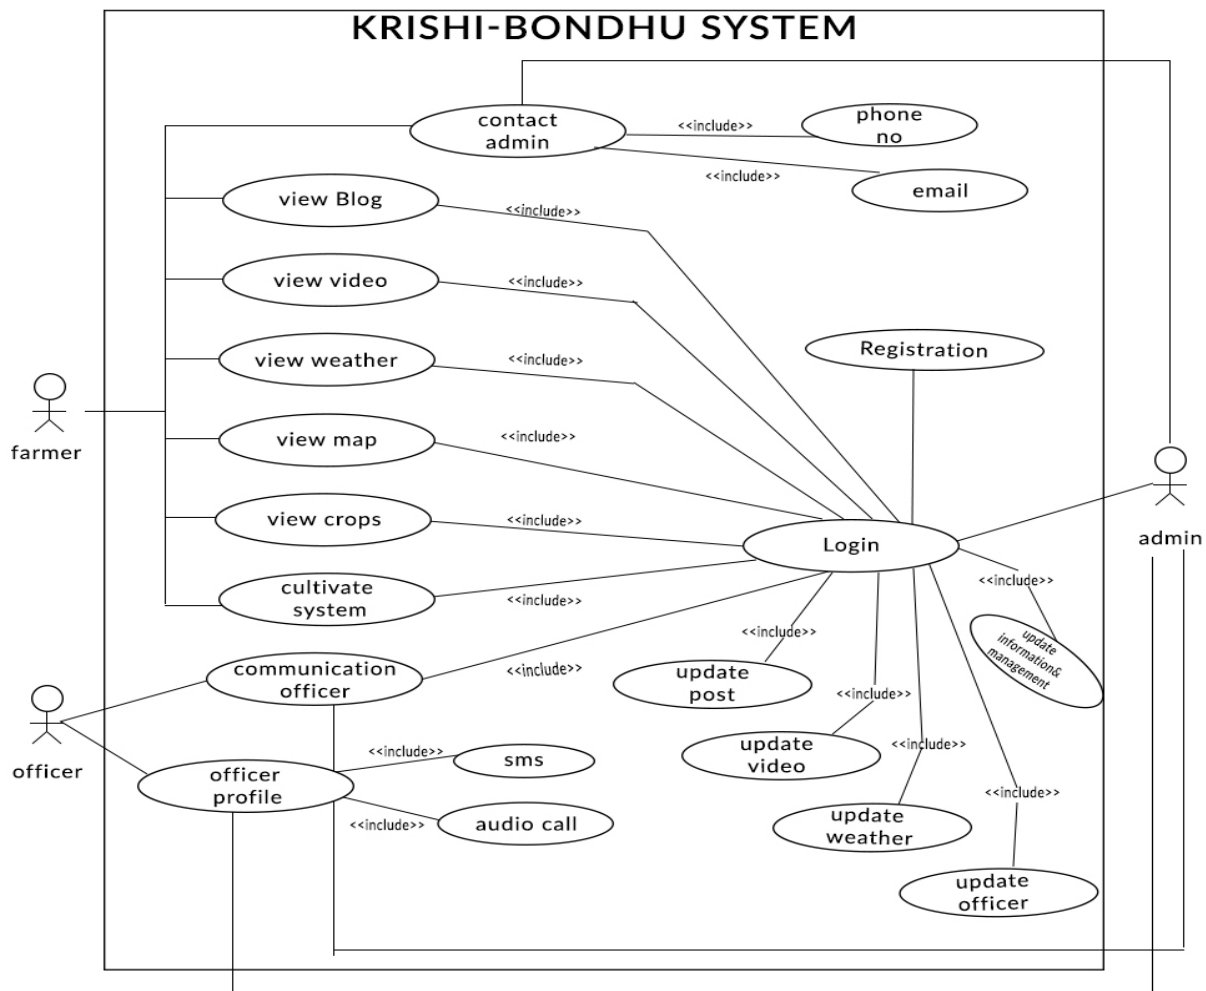 KRISHI-BONDHU SYSTEM
contact
admin
<<include>>
phone
no
<<include>>
email
view Blog
<<include>>
view video
<<include>>
Registration
view weather
<<include>>
farmer
view map
<<include>>
admin
view crops
<<include>>
Login
cultivate
system
<<include>>
<<include>>
update
information&
management
communication
officer
<<include>>
<<include>>
update
post
<<include>>
officer
officer
profile
<<include>>
sms
<<include>>
audio call
update
video
<<include>>
update
weather
<<include>>
update
officer